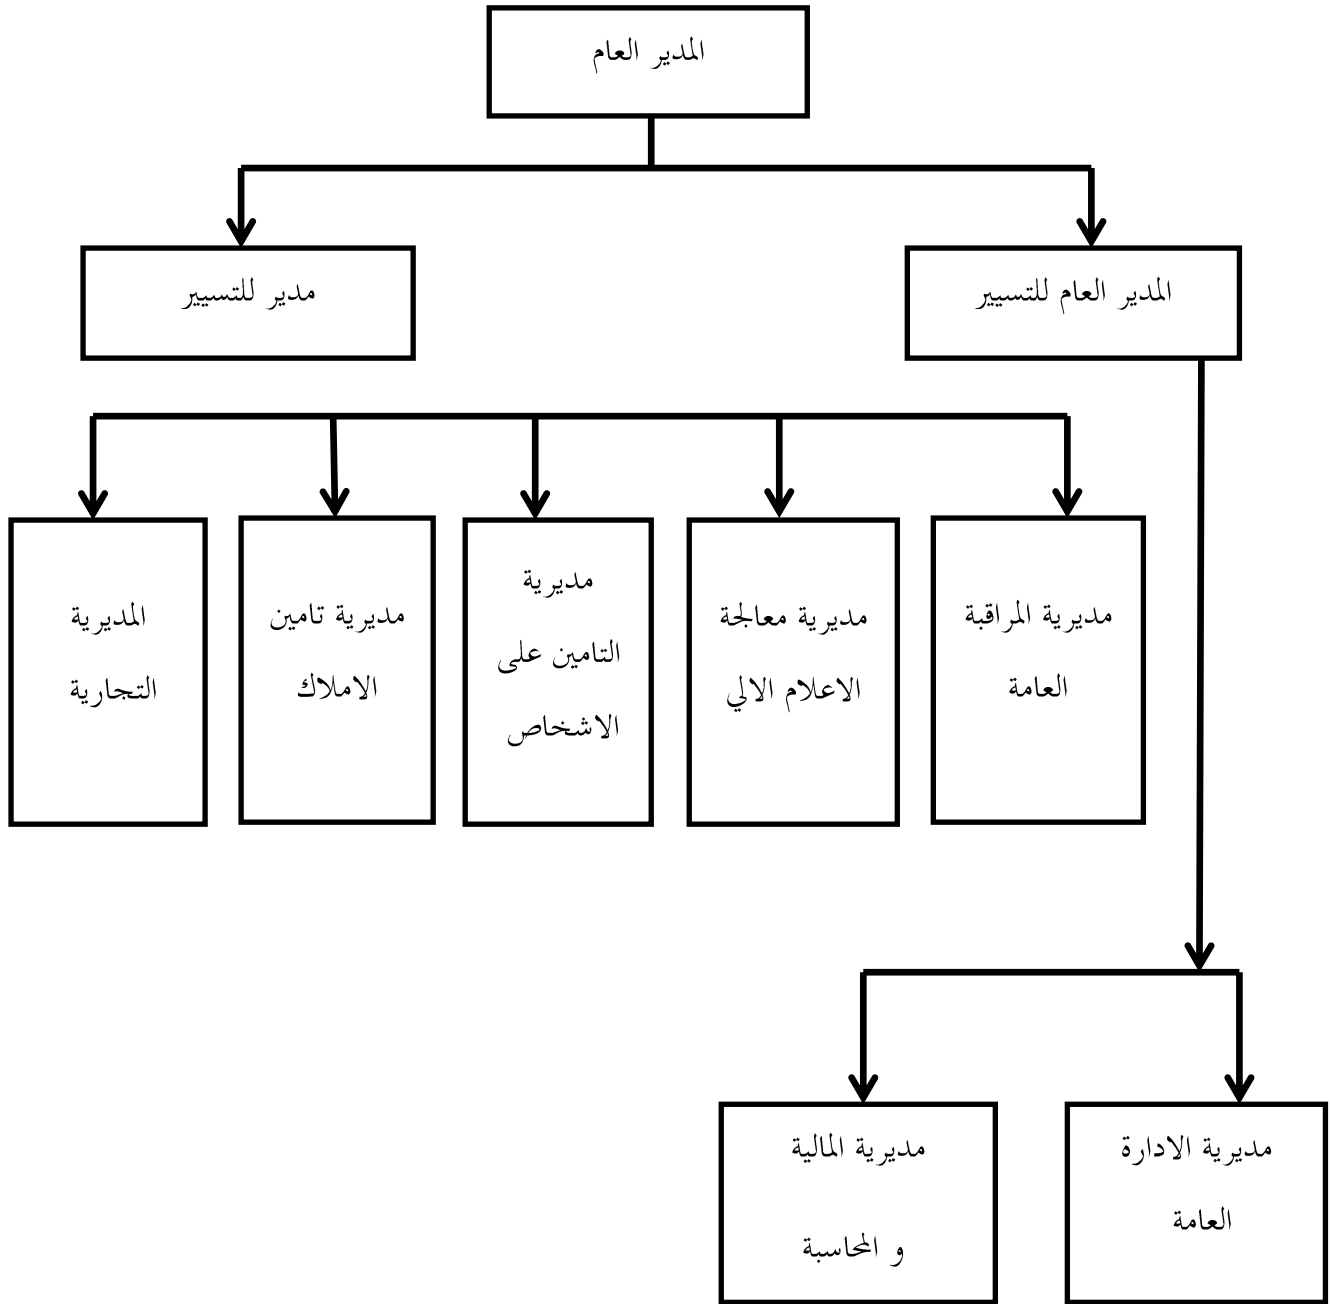 المدير العام
المدير العام للتسيير
مدير للتسيير
مديرية المراقبة
العامة
مديرية معالجة
الاعلام الالي
مديرية
التامين على
الاشخاص
مديرية تامين
الاملاك
المديرية
التجارية
مديرية الادارة
العامة
مديرية المالية
و المحاسبة